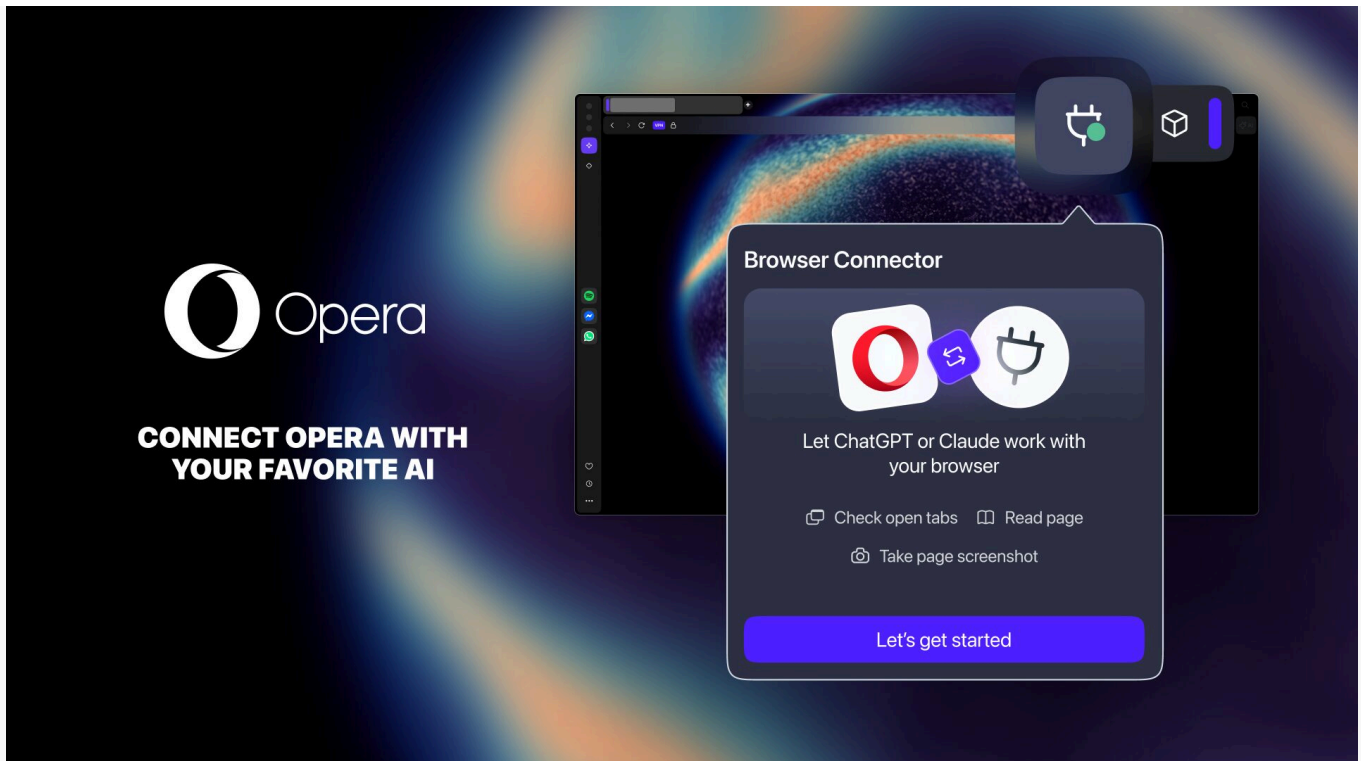 Opera
CONNECT OPERA WITH
YOUR FAVORITE AI
VPN
Browser Connector
Let ChatGPT or Claude work with
your browser
Check open tabs Read page
Take page screenshot
Let's get started